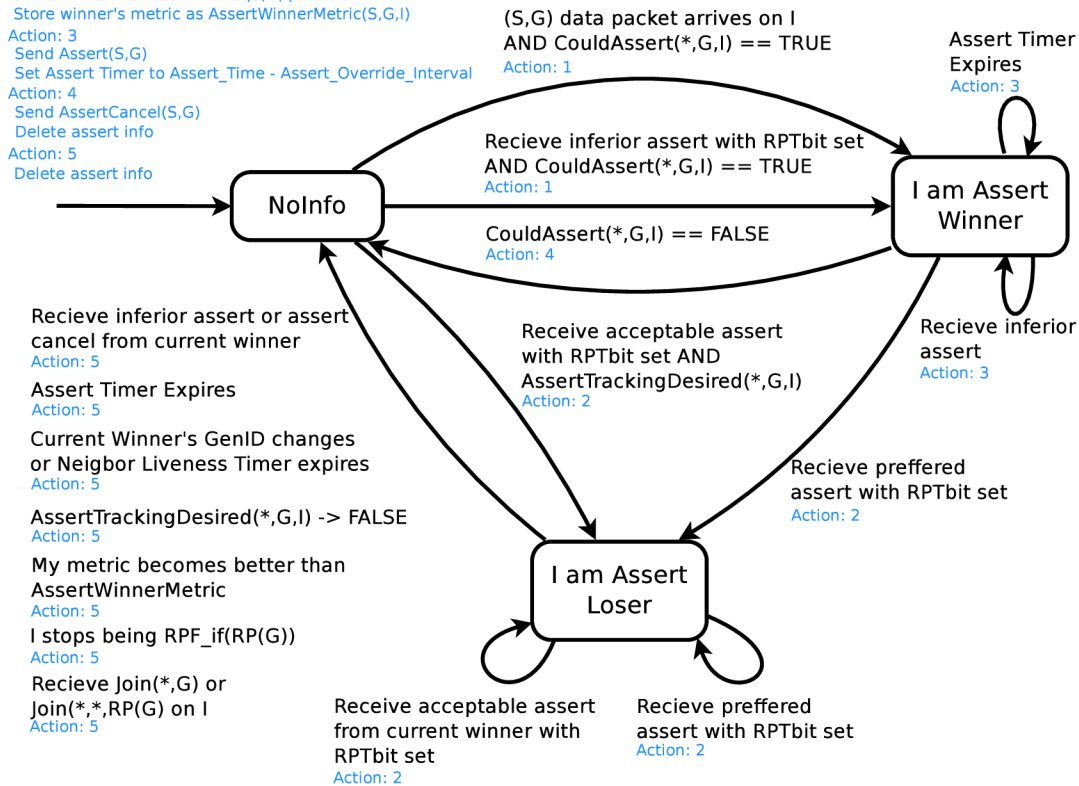 Store winner's metric as AssertWinnerMetric(S,G,I)
Action: 3
Send Assert(S,G)
Set Assert Timer to Assert_Time - Assert_Override_Interval
Action: 4
Send AssertCancel(S,G)
Delete assert info
Action: 5
Delete assert info
(S,G) data packet arrives on I
AND CouldAssert(*,G,I) == TRUE
Action: 1
Assert Timer
Expires
Action: 3
Recieve inferior assert with RPTbit set
AND CouldAssert(*,G,I) == TRUE
Action: 1
NoInfo
I am Assert
Winner
CouldAssert(*,G,I) == FALSE
Action: 4
Recieve inferior
assert
Action: 3
Receive acceptable assert
with RPTbit set AND
AssertTrackingDesired(*,G,I)
Action: 2
Recieve inferior assert or assert
cancel from current winner
Action: 5
Assert Timer Expires
Action: 5
Current Winner's GenID changes
or Neigbor Liveness Timer expires
Action: 5
AssertTrackingDesired(*,G,I) -> FALSE
Action: 5
My metric becomes better than
AssertWinnerMetric
Action: 5
I stops being RPF_if(RP(G))
Action: 5
Recieve Join(*,G) or
Join(*,*,RP(G) on I
Action: 5
Recieve preffered
assert with RPTbit set
Action: 2
I am Assert
Loser
Receive acceptable assert
from current winner with
RPTbit set
Action: 2
Recieve preffered
assert with RPTbit set
Action: 2